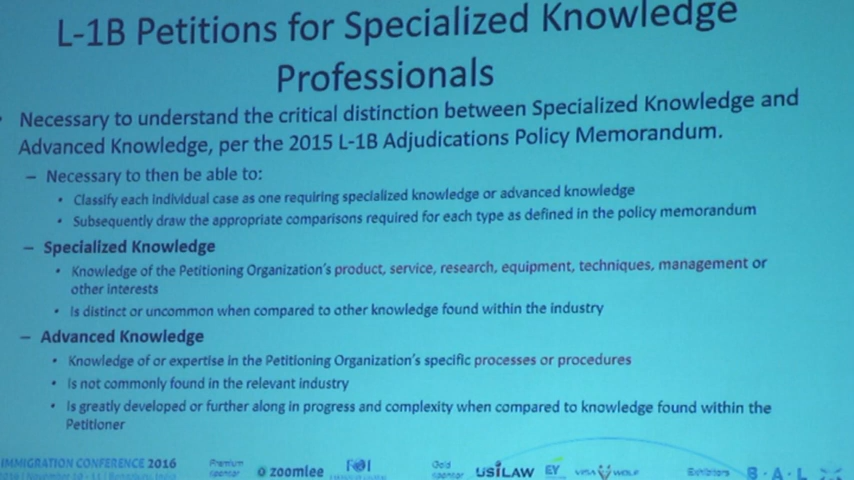 L-1B Petitions for Specialized Knowledge
Professionals
• Necessary to understand the critical distinction between Specialized Knowledge and
Advanced Knowledge, per the 2015 L-1B Adjudications Policy Memorandum.
– Necessary to then be able to:
• Classify each individual case as one requiring specialized knowledge or advanced knowledge
• Subsequently draw the appropriate comparisons required for each type as defined in the policy memorandum
– Specialized Knowledge
• Knowledge of the Petitioning Organization's product, service, research, equipment, techniques, management or
other interests
• Is distinct or uncommon when compared to other knowledge found within the industry
– Advanced Knowledge
• Knowledge of or expertise in the Petitioning Organization's specific processes or procedures
• Is not commonly found in the relevant industry
• Is greatly developed or further along in progress and complexity when compared to knowledge found within the
Petitioner
IMMIGRATION CONFERENCE 2016
Premium
sponsor
zoomlee
Gold
sponsor
USILAW
EY
Exhibitors
B·A·L